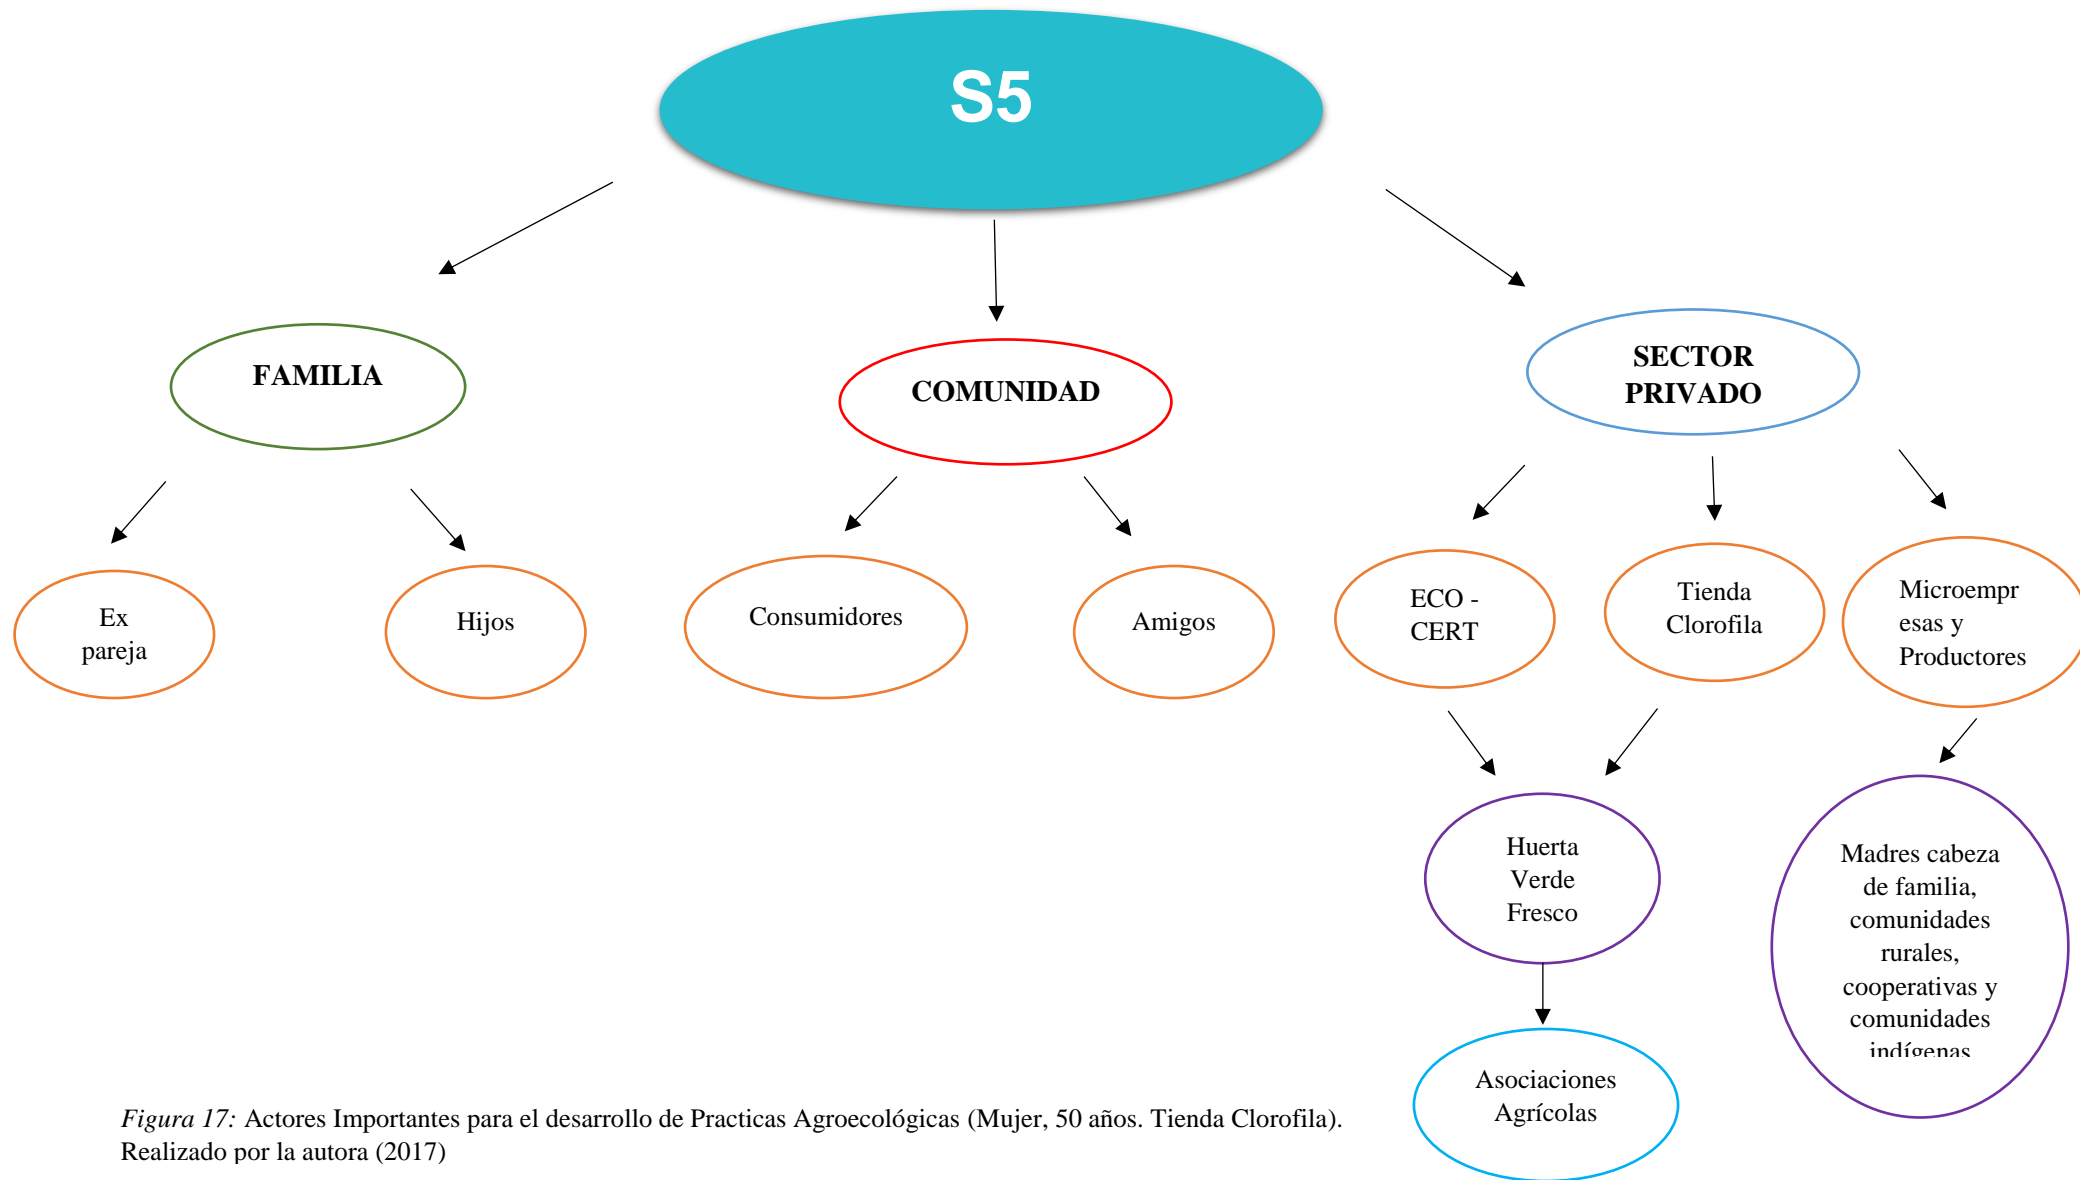 S5
FAMILIA
COMUNIDAD
SECTOR
PRIVADO
Ex
pareja
Hijos
Consumidores
Amigos
ECO -
CERT
Tienda
Clorofila
Microempr
esas y
Productores
Huerta
Verde
Fresco
Madres cabeza
de familia,
comunidades
rurales,
cooperativas y
comunidades
indígenas
Asociaciones
Agrícolas
Figura 17: Actores Importantes para el desarrollo de Practicas Agroecológicas (Mujer, 50 años. Tienda Clorofila).
Realizado por la autora (2017)